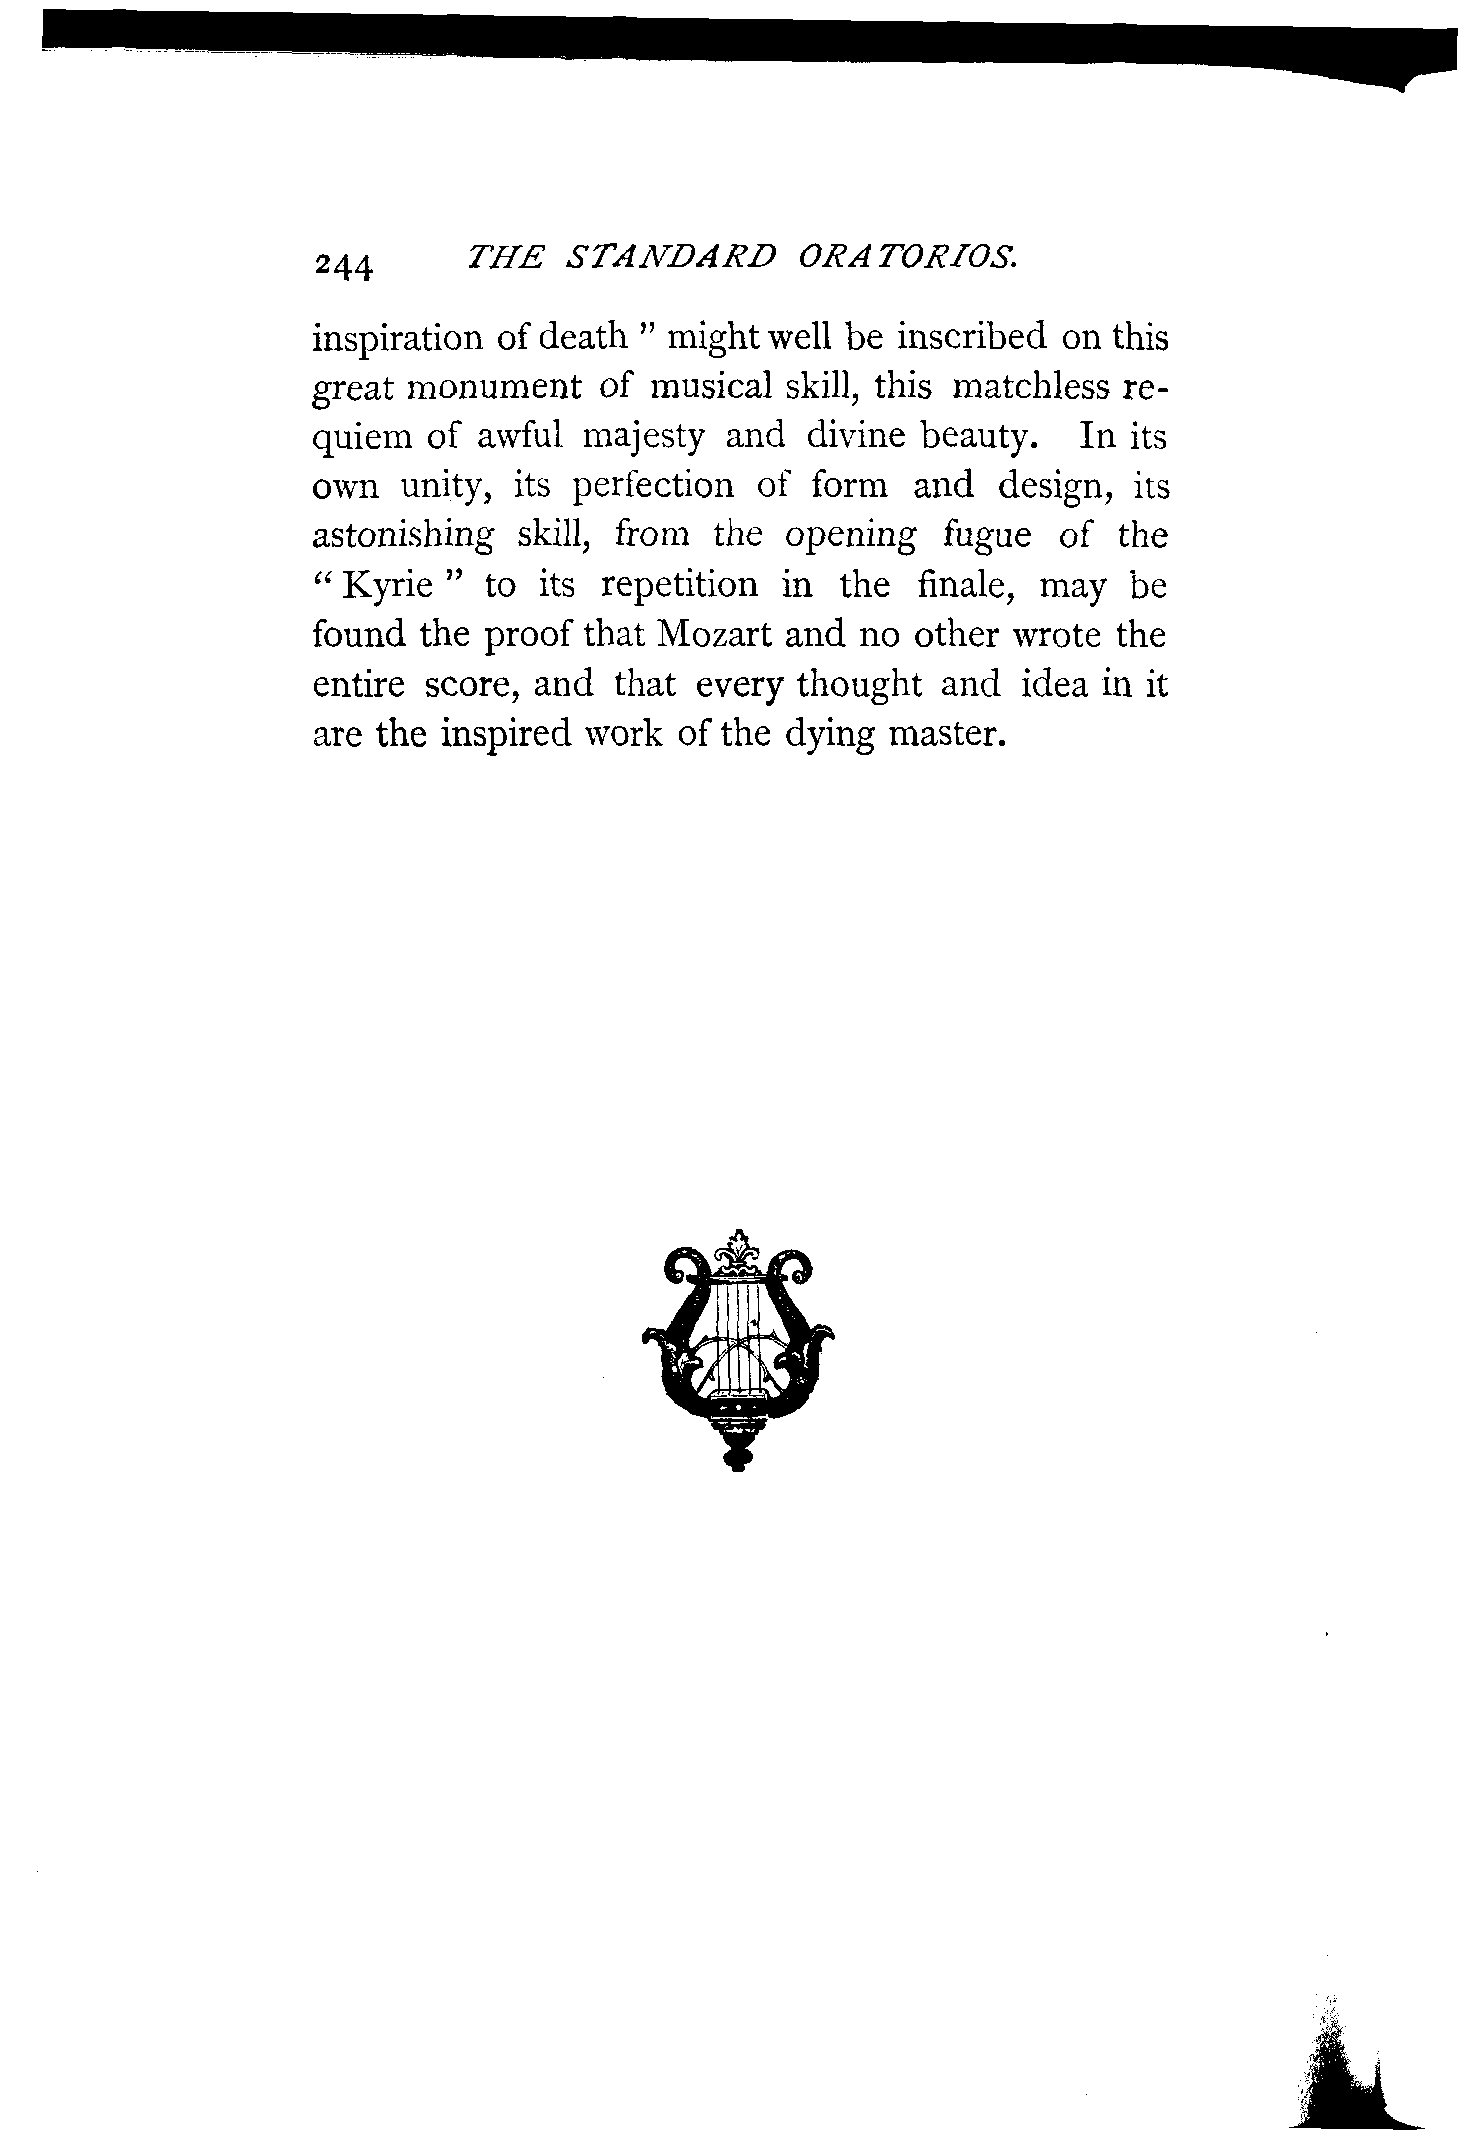 244 THE STANDARD ORATORIOS.
inspiration of death" might well be inscribed on this
great monument of musical skill, this matchless re-
quiem of awful majesty and divine beauty. In its
own unity, its perfection of form and design, its
astonishing skill, from the opening fugue of the
"Kyrie" to its repetition in the finale, may be
found the proof that Mozart and no other wrote the
entire score, and that every thought and idea in it
are the inspired work of the dying master.